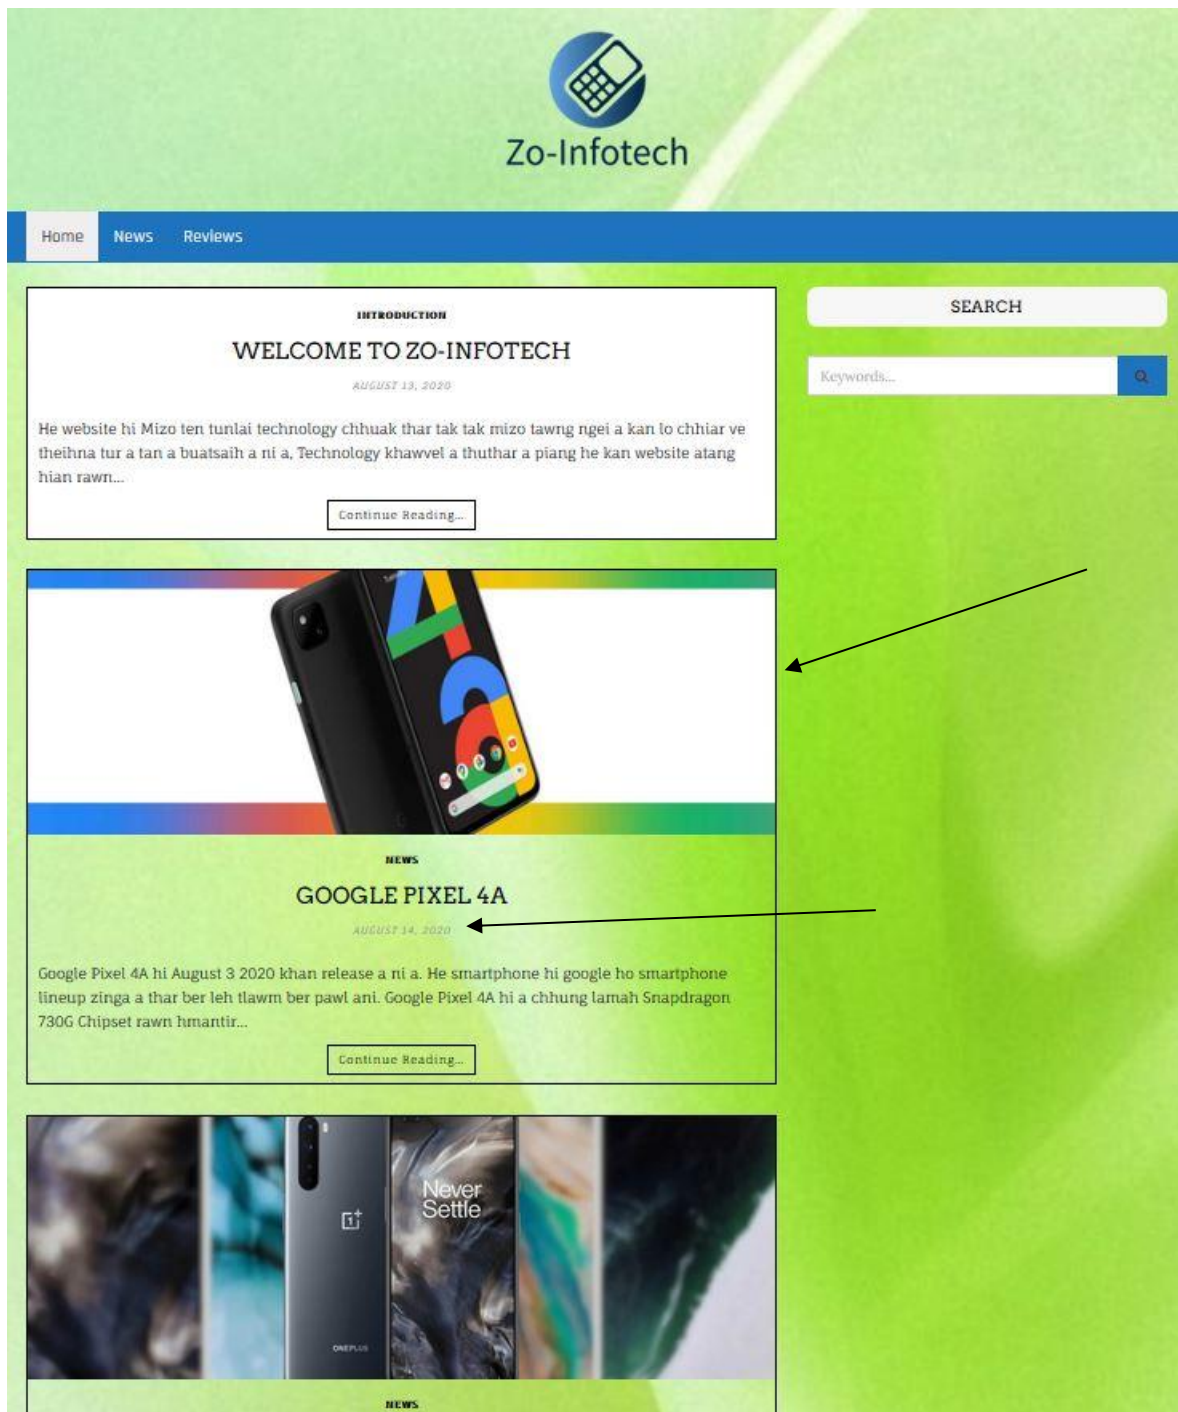 Zo-Infotech
Home News Reviews
INTRODUCTION
WELCOME TO ZO-INFOTECH
AUGUST 13, 2020
He website hi Mizo ten tunlai technology chhuak thar tak tak mizo tawng ngei a kan lo chhiar ve
theihna tur a tan a buatsaih a ni a, Technology khawvel a thuthar a piang he kan website atang
hian rawn...
Continue Reading...
SEARCH
Keywords...
NEWS
GOOGLE PIXEL 4A
AUGUST 14, 2020
Google Pixel 4A hi August 3 2020 khan release a ni a. He smartphone hi google ho smartphone
lineup zinga a thar ber leh tlawm ber pawl ani. Google Pixel 4A hi a chhung lamah Snapdragon
730G Chipset rawn hmantir...
Continue Reading...
Never
Settle
ONEPLUS
NEWS